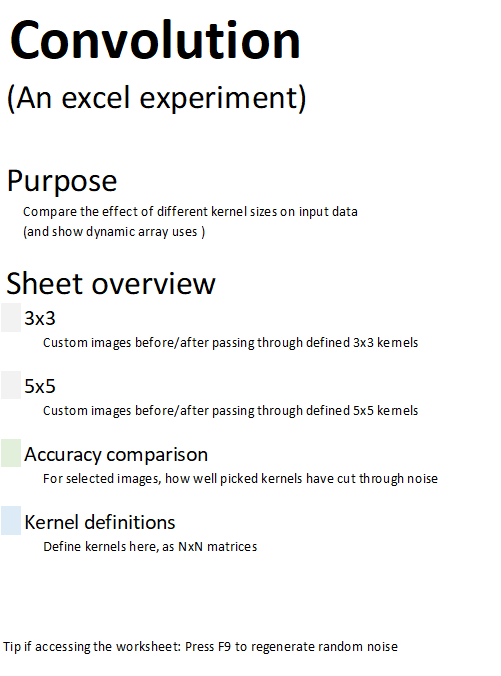 Convolution
(An excel experiment)
Purpose
Compare the effect of different kernel sizes on input data
(and show dynamic array uses )
Sheet overview
3x3
Custom images before/after passing through defined 3x3 kernels
5x5
Custom images before/after passing through defined 5x5 kernels
Accuracy comparison
For selected images, how well picked kernels have cut through noise
Kernel definitions
Define kernels here, as NxN matrices
Tip if accessing the worksheet: Press F9 to regenerate random noise